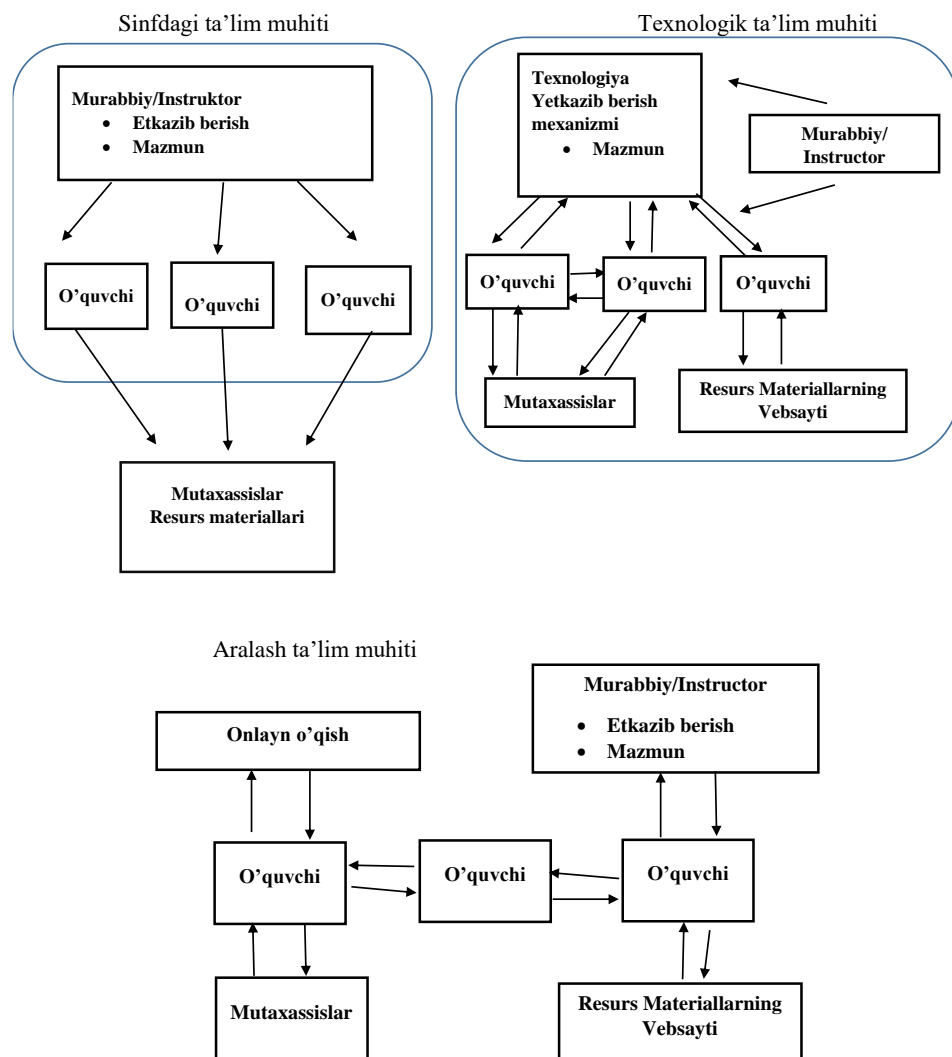 Sinfdagi ta’lim muhiti
Murabbiy/Instruktor
• Etkazib berish
• Mazmun
O’quvchi
O’quvchi
O’quvchi
Mutaxassislar
Resurs materiallari
Texnologik ta’lim muhiti
Texnologiya
Yetkazib berish
mexanizmi
• Mazmun
Murabbiy/
Instructor
O’quvchi
O’quvchi
O’quvchi
Mutaxassislar
Resurs Materiallarning
Vebsayti
Aralash ta’lim muhiti
Onlayn o’qish
Murabbiy/Instructor
• Etkazib berish
• Mazmun
O’quvchi
O’quvchi
O’quvchi
Mutaxassislar
Resurs Materiallarning
Vebsayti